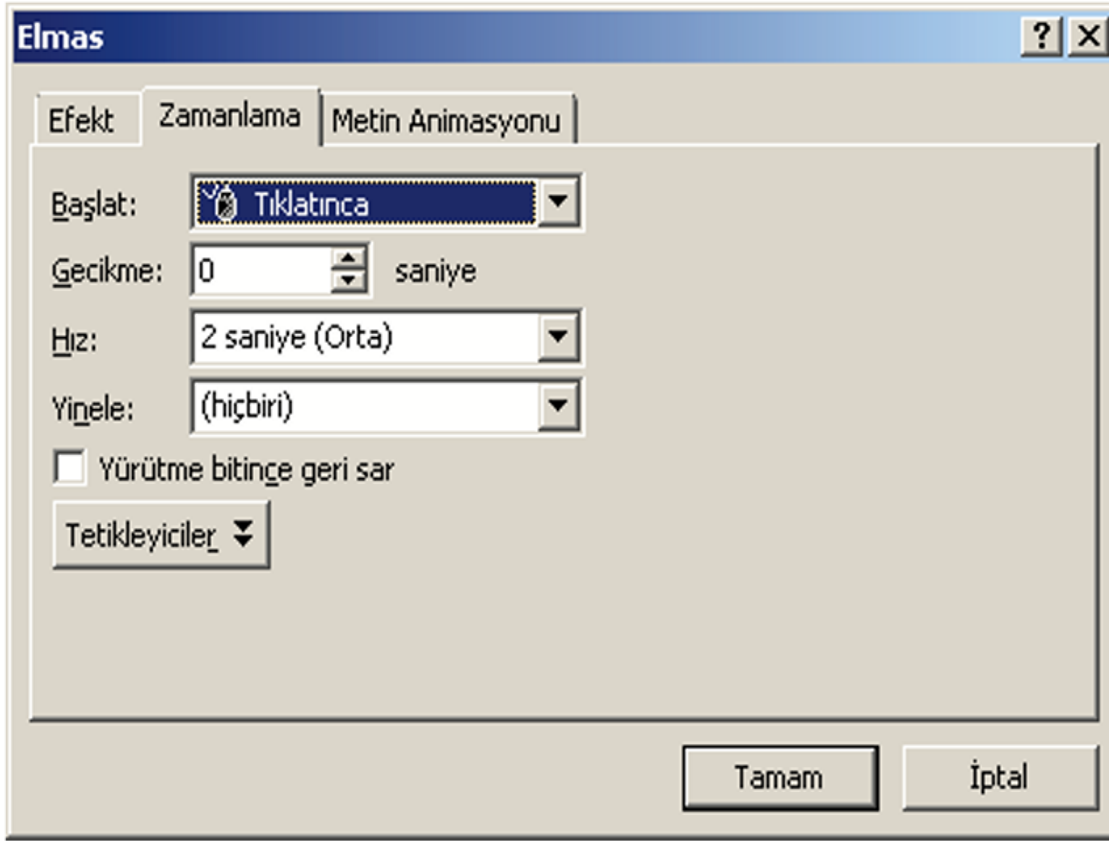 Elmas
Efekt Zamanlama Metin Animasyonu
Başlat: Tıklatınca
Gecikme: 0 saniye
Hız: 2 saniye (Orta)
Yinele: (hiçbiri)
Yürütme bitinçe geri sar
Tetikleyiciler
Tamam İptal